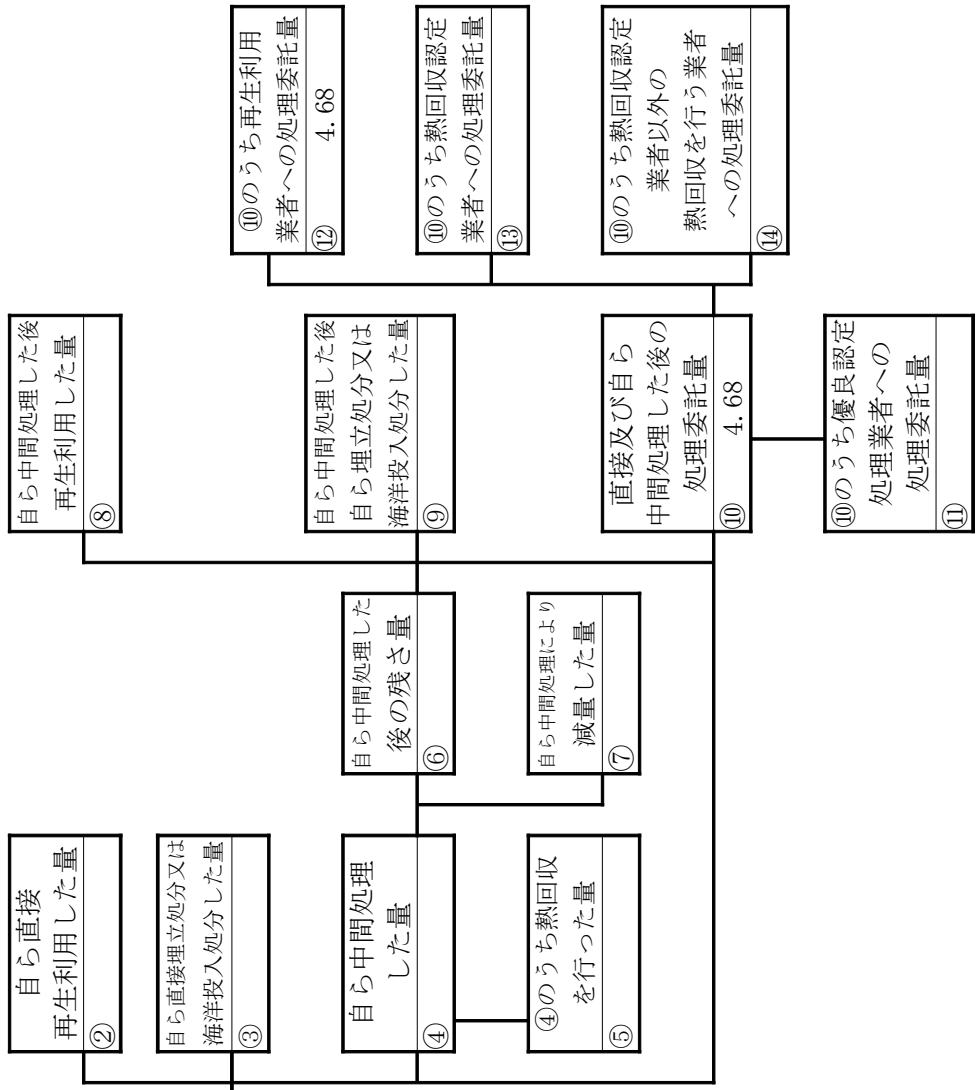 自ら直接
再生利用した量
②
自ら直接埋立処分又は
海洋投入処分した量
③
自ら中間処理
した量
④
④のうち熱回収
を行った量
⑤
自ら中間処理した
後の残さ量
⑥
自ら中間処理により
減量した量
⑦
自ら中間処理した後
再生利用した量
⑧
自ら中間処理した後
自ら埋立処分又は
海洋投入処分した量
⑨
直接及び自ら
中間処理した後の
処理委託量
⑩ 4.68
⑩のうち優良認定
処理業者への
処理委託量
⑪
⑩のうち再生利用
業者への処理委託量
⑫ 4.68
⑩のうち熱回収認定
業者への処理委託量
⑬
⑩のうち熱回収認定
業者以外の
熱回収を行う業者
への処理委託量
⑭